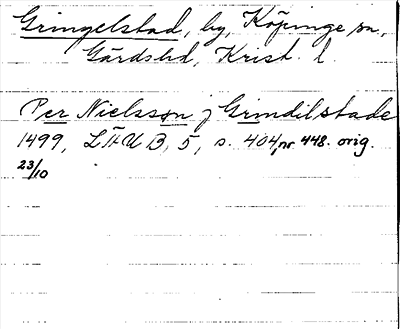 Gringelstad, by, Köpinge sn,
Gärds hd, Krist. l.
Per Nielsson j Grindilstade
1499, LÄUB, 5, s. 404, nr 448. orig.
23/10